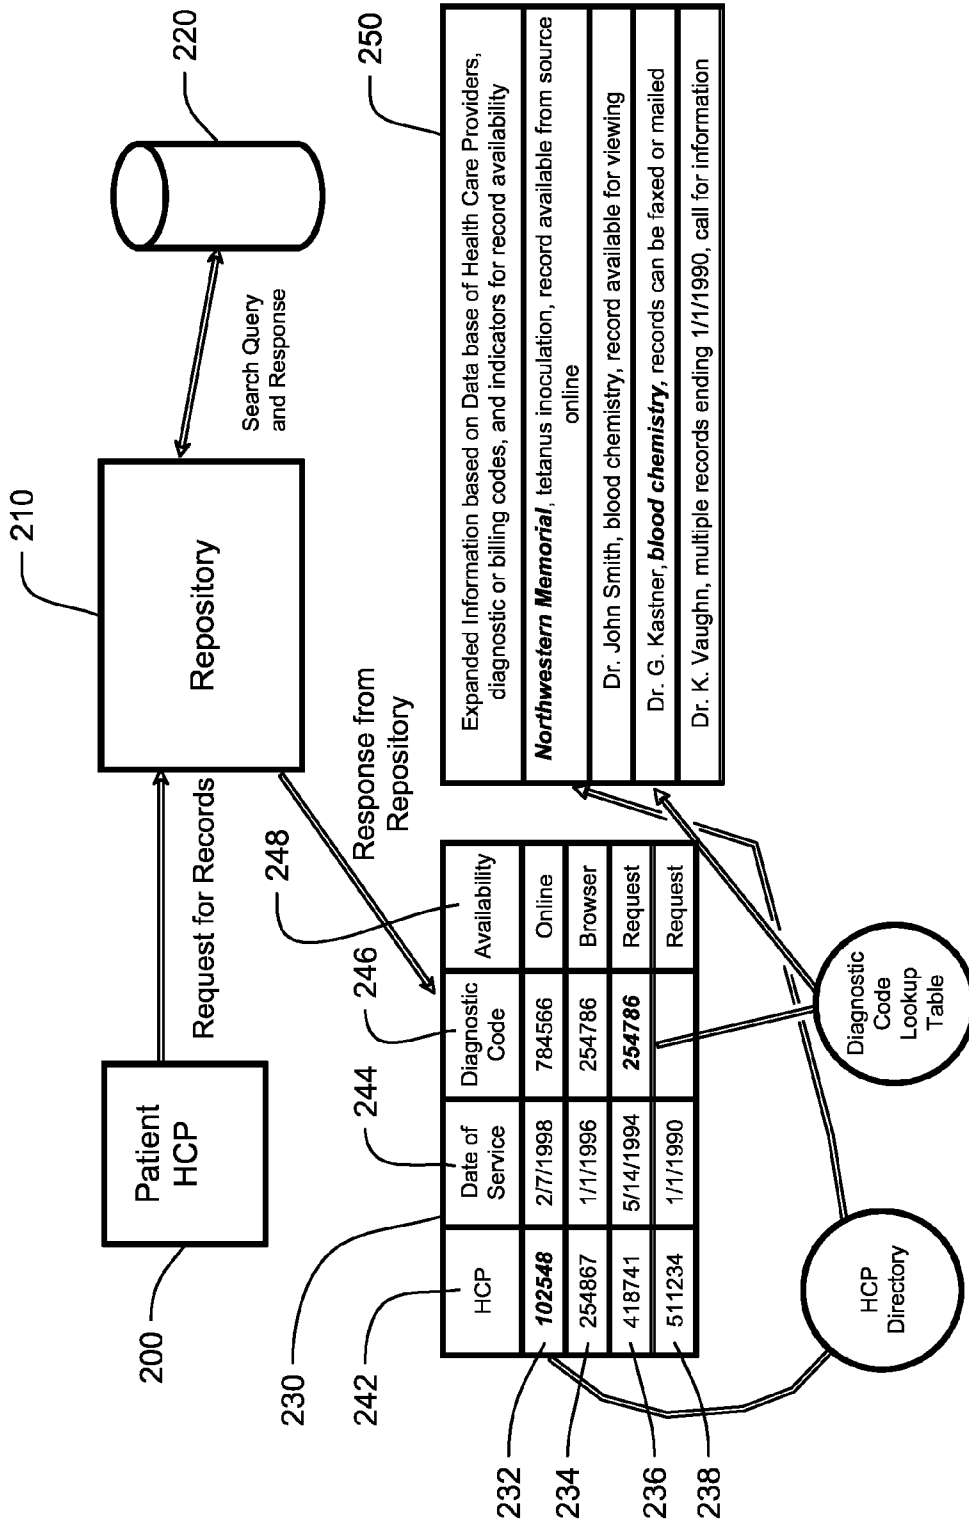 210
220
200
Patient
HCP
Request for Records
Repository
Search Query
and Response
Response from
Repository
230
242
244
246
248
250
HCP
Date of
Service
Diagnostic
Code
Availability
232
102548
2/7/1998
784566
Online
234
254867
1/1/1996
254786
Browser
236
418741
5/14/1994
254786
Request
238
511234
1/1/1990
Request
Expanded Information based on Data base of Health Care Providers,
diagnostic or billing codes, and indicators for record availability
Northwestern Memorial, tetanus inoculation, record available from source
online
Dr. John Smith, blood chemistry, record available for viewing
Dr. G. Kastner, blood chemistry, records can be faxed or mailed
Dr. K. Vaughn, multiple records ending 1/1/1990, call for information
HCP
Directory
Diagnostic
Code
Lookup
Table